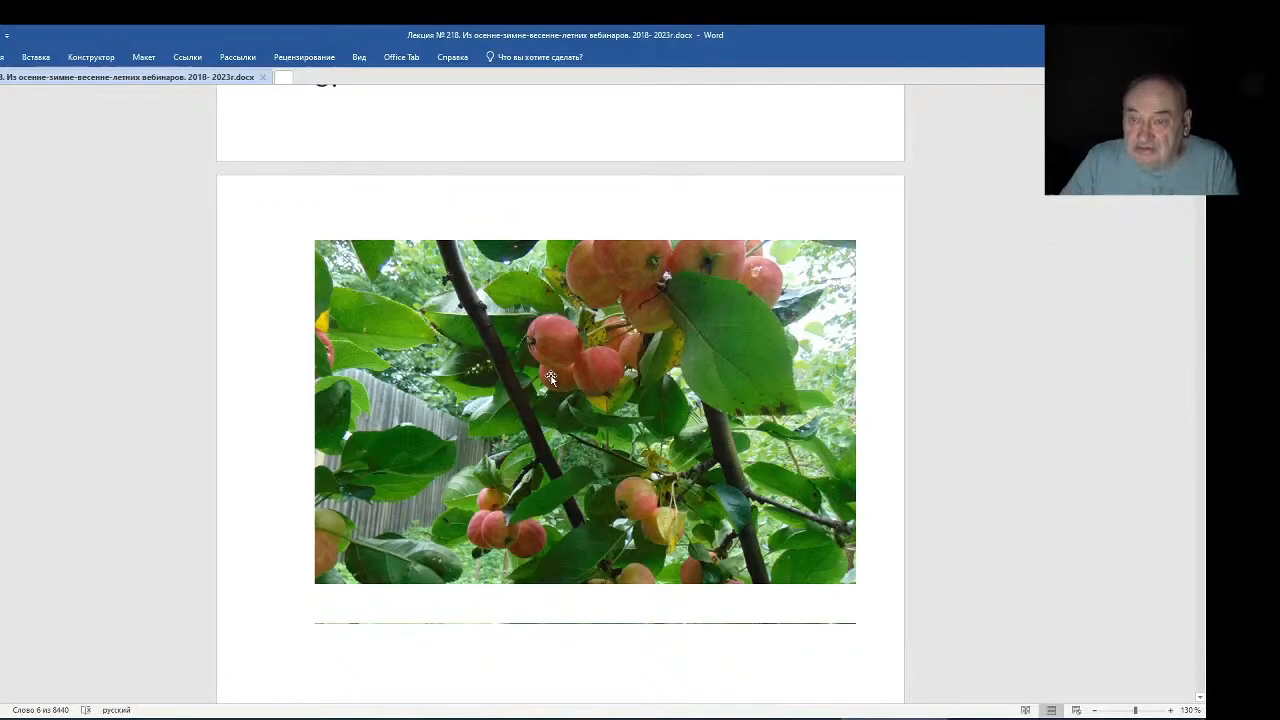 Лекция № 218. Из осенне-зимне-весенне-летних вебинаров. 2018- 2023г.docx - Word
Вставка Конструктор Макет Ссылки Рассылки Рецензирование Вид Office Tab Справка Что вы хотите сделать?
8. Из осенне-зимне-весенне-летних вебинаров. 2018- 2023г.docx
Слово 6 из 8440 русский 130 %